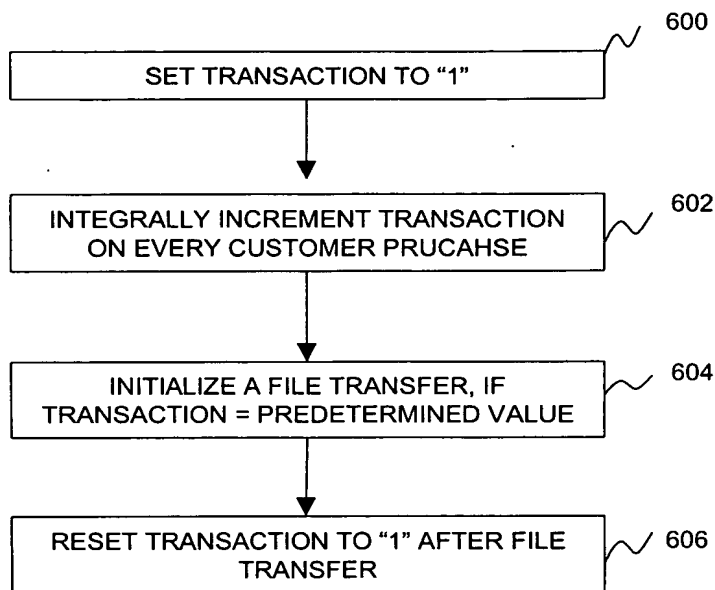 600
SET TRANSACTION TO “1”
602
INTEGRALLY INCREMENT TRANSACTION
ON EVERY CUSTOMER PRUCAHSE
604
INITIALIZE A FILE TRANSFER, IF
TRANSACTION = PREDETERMINED VALUE
606
RESET TRANSACTION TO “1” AFTER FILE
TRANSFER